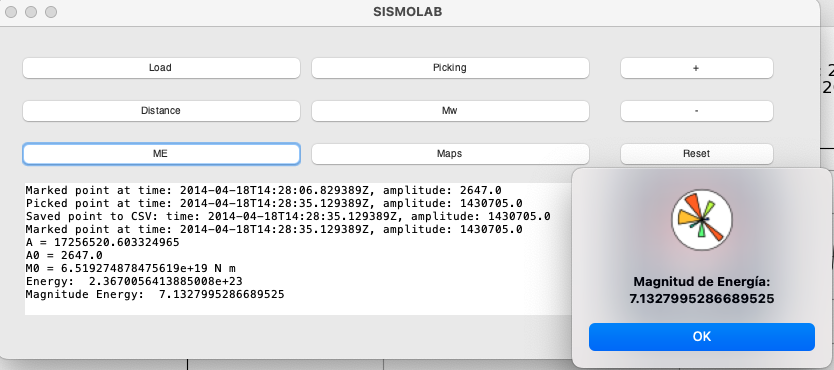 SISMOLAB
Load
Picking
+
Distance
Mw
-
ME
Maps
Reset
Marked point at time: 2014-04-18T14:28:06.829389Z, amplitude: 2647.0
Picked point at time: 2014-04-18T14:28:35.129389Z, amplitude: 1430705.0
Saved point to CSV: time: 2014-04-18T14:28:35.129389Z, amplitude: 1430705.0
Marked point at time: 2014-04-18T14:28:35.129389Z, amplitude: 1430705.0
A = 17256520.603324965
A0 = 2647.0
M0 = 6.519274878475619e+19 N m
Energy:  2.3670056413885008e+23
Magnitude Energy:  7.1327995286689525
Magnitud de Energía:
7.1327995286689525
OK